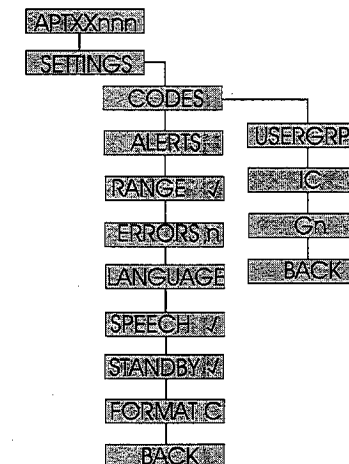 APTXXnnn
SETTINGS
CODES
ALERTS
USERGRP
RANGE √
IC
ERRORS n
Gn
LANGUAGE
BACK
SPEECH √
STANDBY √
FORMAT C
BACK